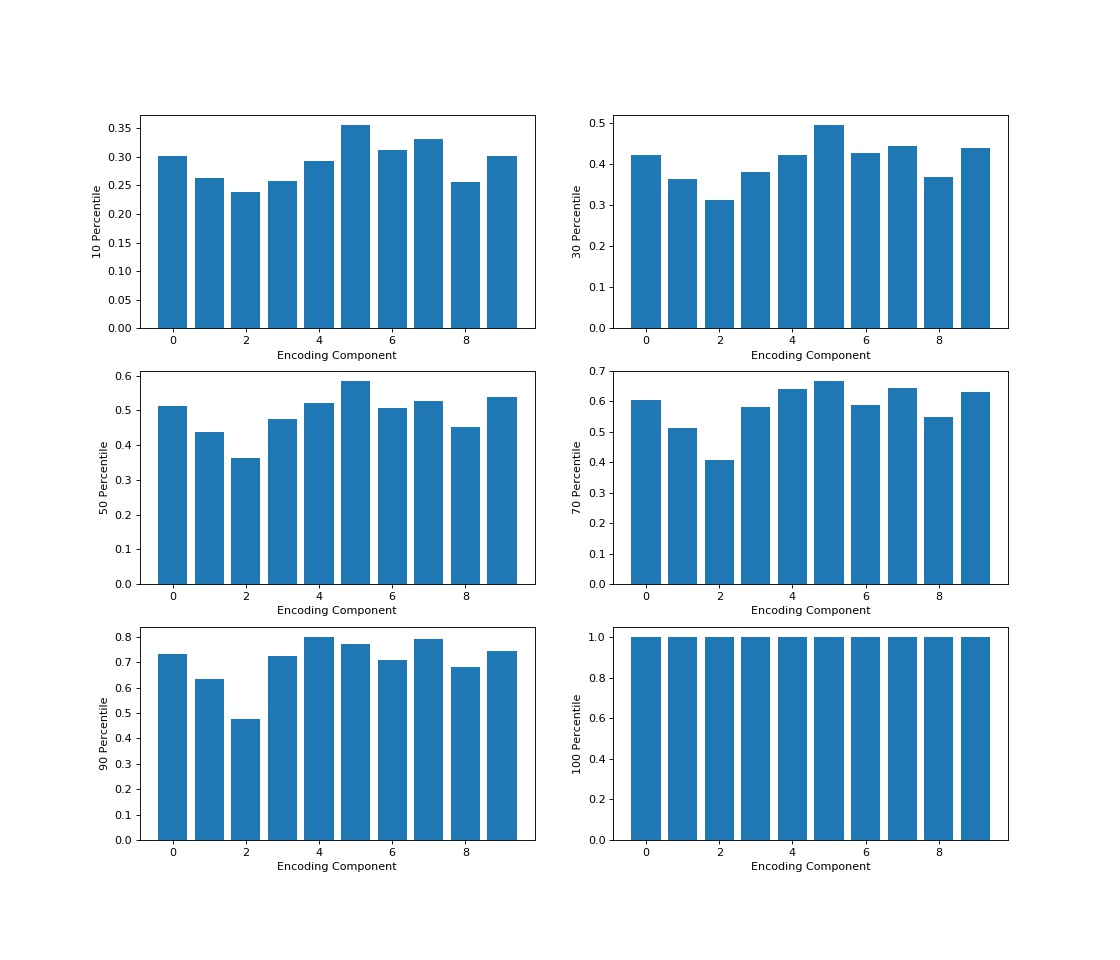 0.35
0.30
0.25
0.20
0.15
0.10
0.05
0.00
10 Percentile
0 2 4 6 8
Encoding Component
0.5
0.4
0.3
0.2
0.1
0.0
30 Percentile
0 2 4 6 8
Encoding Component
0.6
0.5
0.4
0.3
0.2
0.1
0.0
50 Percentile
0 2 4 6 8
Encoding Component
0.7
0.6
0.5
0.4
0.3
0.2
0.1
0.0
70 Percentile
0 2 4 6 8
Encoding Component
0.8
0.7
0.6
0.5
0.4
0.3
0.2
0.1
0.0
90 Percentile
0 2 4 6 8
Encoding Component
1.0
0.8
0.6
0.4
0.2
0.0
100 Percentile
0 2 4 6 8
Encoding Component